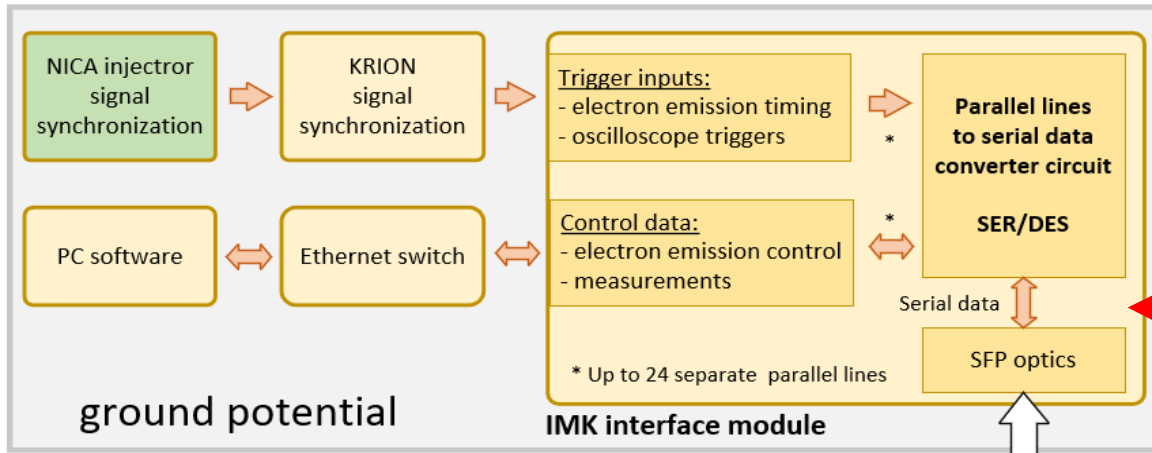 NICA injectror
signal
synchronization
KRION
signal
synchronization
Trigger inputs:
- electron emission timing
- oscilloscope triggers
*
Parallel lines
to serial data
converter circuit
SER/DES
PC software
Ethernet switch
Control data:
- electron emission control
- measurements
*
Serial data
SFP optics
* Up to 24 separate parallel lines
ground potential
IMK interface module